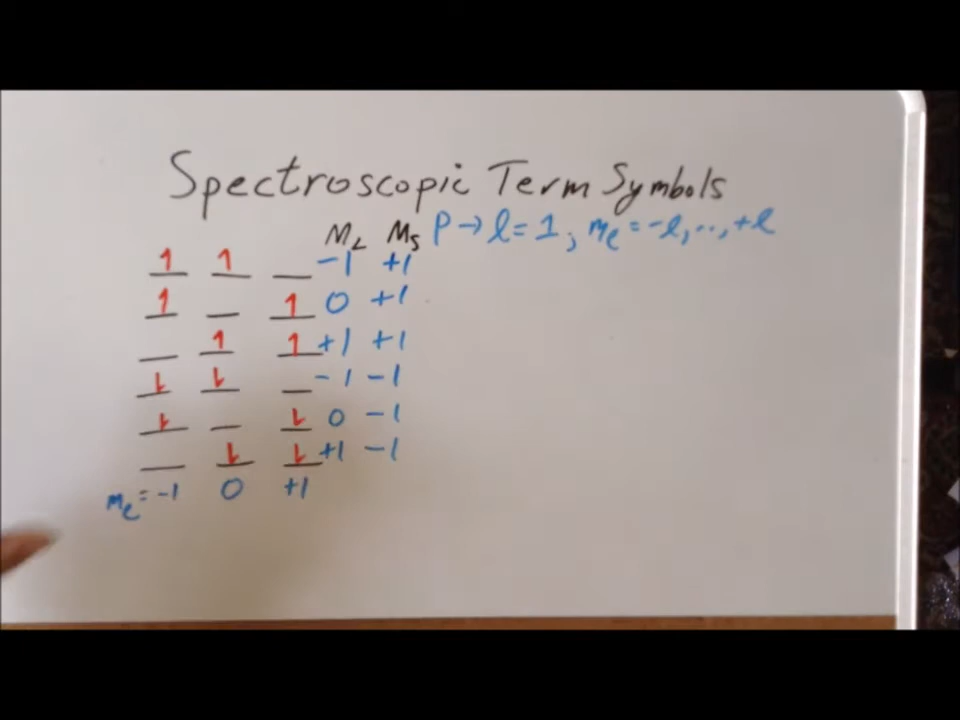 Spectroscopic Term Symbols
M_L M_S P → l = 1 ; m_l = -l, .., +l
↿ ↿ _ -1 +1
↿ _ ↿ 0 +1
_ ↿ ↿ +1 +1
⇂ ⇂ _ -1 -1
⇂ _ ⇂ 0 -1
_ ⇂ ⇂ +1 -1
m_l = -1 0 +1